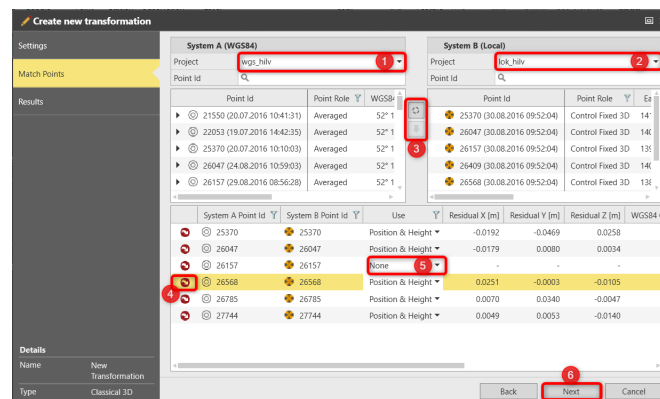 Create new transformation
Settings
Match Points
Results
Details
Name New Transformation
Type Classical 3D
System A (WGS84)
Project wgs_hilv 1
Point Id
Point Id Point Role WGS84
21550 (20.07.2016 10:41:31) Averaged 52° 1
22053 (19.07.2016 14:42:35) Averaged 52° 1
25370 (20.07.2016 10:10:03) Averaged 52° 1
26047 (24.08.2016 10:59:03) Averaged 52° 1
26157 (29.08.2016 08:56:28) Averaged 52° 1
3
System B (Local)
Project lok_hilv 2
Point Id
Point Id Point Role Ea
25370 (30.08.2016 09:52:04) Control Fixed 3D 141
26047 (30.08.2016 09:52:04) Control Fixed 3D 140
26157 (30.08.2016 09:52:04) Control Fixed 3D 139
26409 (30.08.2016 09:52:04) Control Fixed 3D 140
26568 (30.08.2016 09:52:04) Control Fixed 3D 138
System A Point Id System B Point Id Use Residual X [m] Residual Y [m] Residual Z [m] WGS84
25370 25370 Position & Height -0.0192 -0.0469 0.0258
26047 26047 Position & Height -0.0179 0.0080 0.0034
26157 26157 None 5 - - -
4 26568 26568 Position & Height 0.0251 -0.0003 -0.0105
26785 26785 Position & Height 0.0070 0.0340 -0.0047
27744 27744 Position & Height 0.0049 0.0053 -0.0140
6
Back Next Cancel